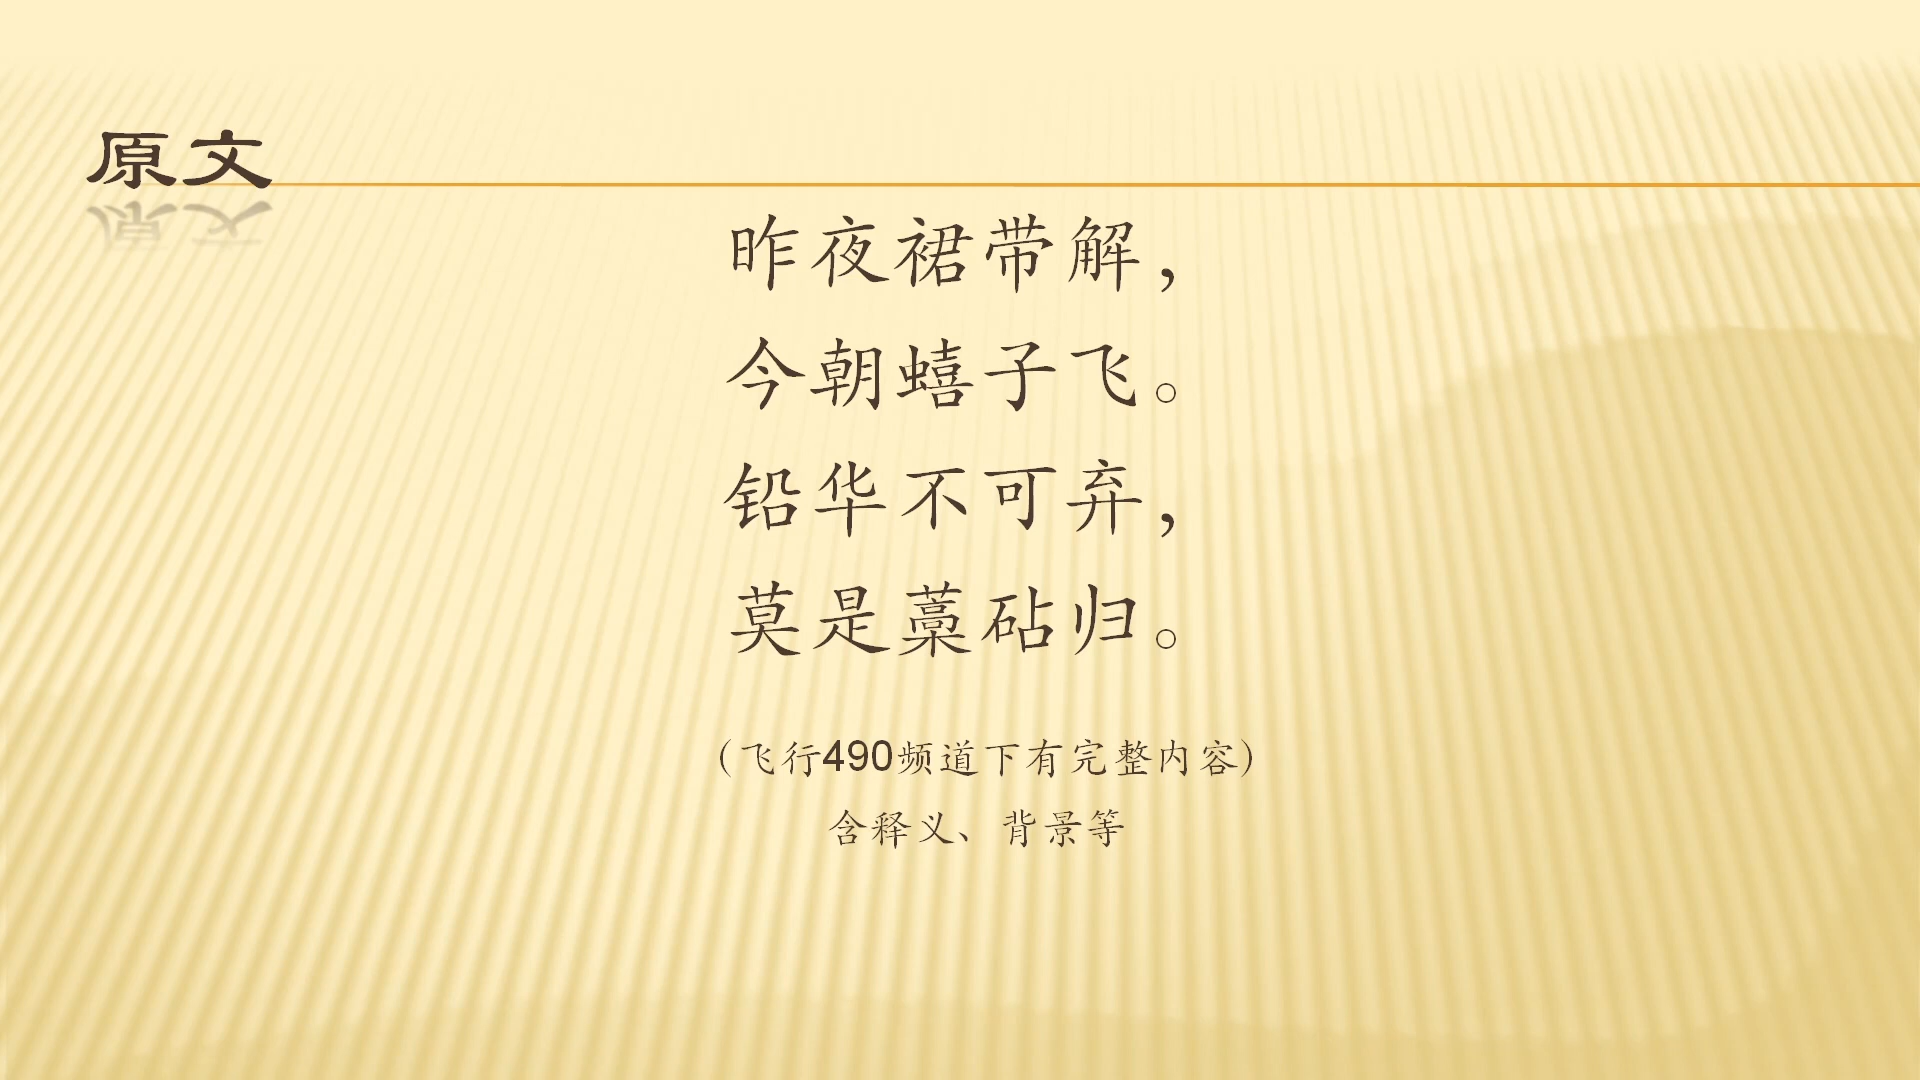 原文
昨夜裙带解，
今朝蟢子飞。
铅华不可弃，
莫是藁砧归。
（飞行490频道下有完整内容）
含释义、背景等